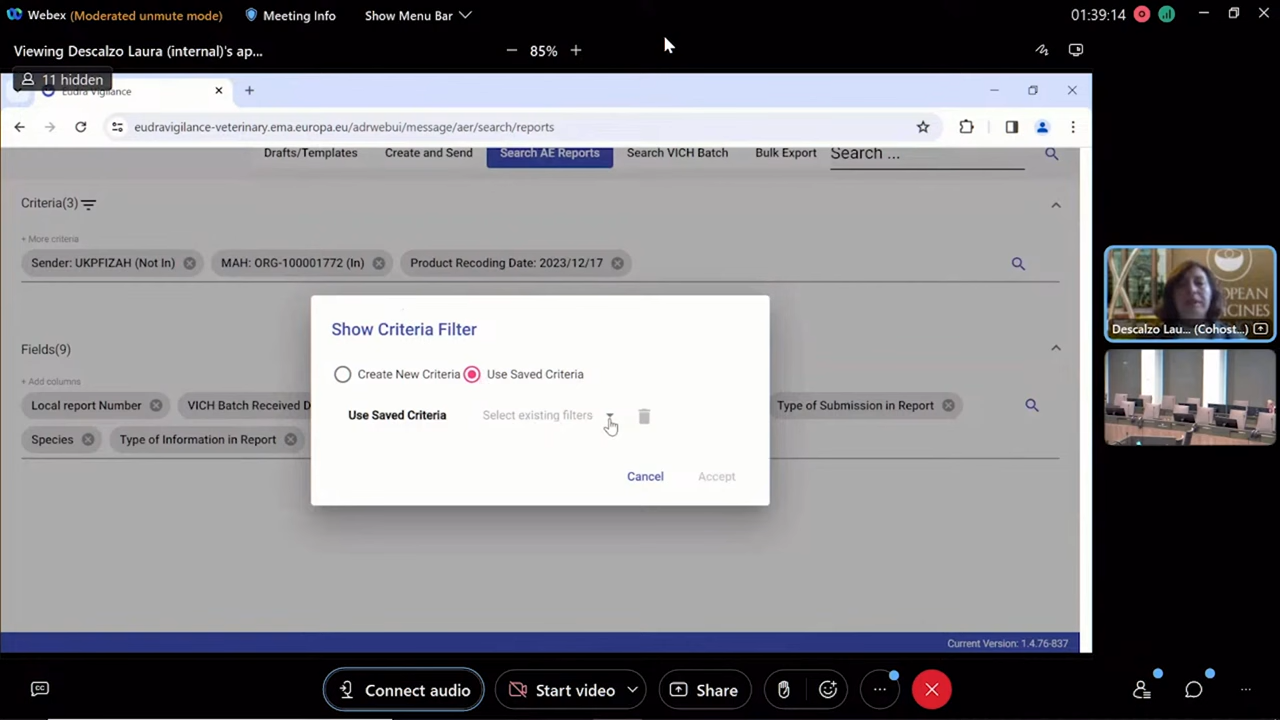 Webex (Moderated unmute mode) Meeting Info Show Menu Bar 01:39:14
Viewing Descalzo Laura (internal)'s ap... 85%
11 hidden
Eudra Vigilance
eudravigilance-veterinary.ema.europa.eu/adrwebui/message/aer/search/reports
Drafts/Templates Create and Send Search AE Reports Search VICH Batch Bulk Export Search ...
Criteria(3)
+ More criteria
Sender: UKPFIZAH (Not In) MAH: ORG-100001772 (In) Product Recoding Date: 2023/12/17
Show Criteria Filter
Create New Criteria Use Saved Criteria
Use Saved Criteria Select existing filters
Cancel Accept
Fields(9)
+ Add columns
Local report Number VICH Batch Received D Type of Submission in Report
Species Type of Information in Report
Current Version: 1.4.76-837
Descalzo Lau... (Cohost...)
Connect audio Start video Share